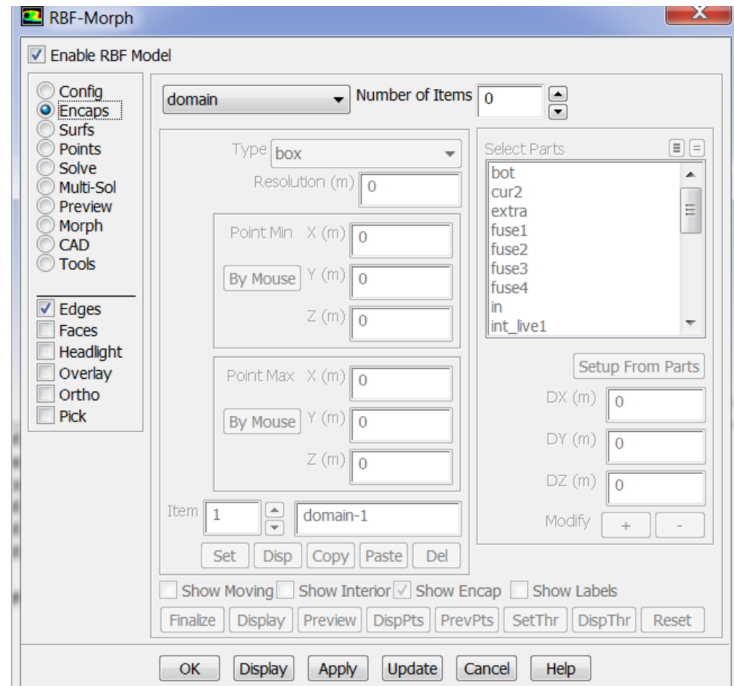 RBF-Morph
Enable RBF Model
Config
Encaps
Surfs
Points
Solve
Multi-Sol
Preview
Morph
CAD
Tools
Edges
Faces
Headlight
Overlay
Ortho
Pick
domain
Number of Items 0
Type box
Resolution (m) 0
Point Min X (m) 0
By Mouse Y (m) 0
Z (m) 0
Point Max X (m) 0
By Mouse Y (m) 0
Z (m) 0
Item 1 domain-1
Set Disp Copy Paste Del
Select Parts
bot
cur2
extra
fuse1
fuse2
fuse3
fuse4
in
int_live1
Setup From Parts
DX (m) 0
DY (m) 0
DZ (m) 0
Modify + -
Show Moving Show Interior Show Encap Show Labels
Finalize Display Preview DispPts PrevPts SetThr DispThr Reset
OK Display Apply Update Cancel Help